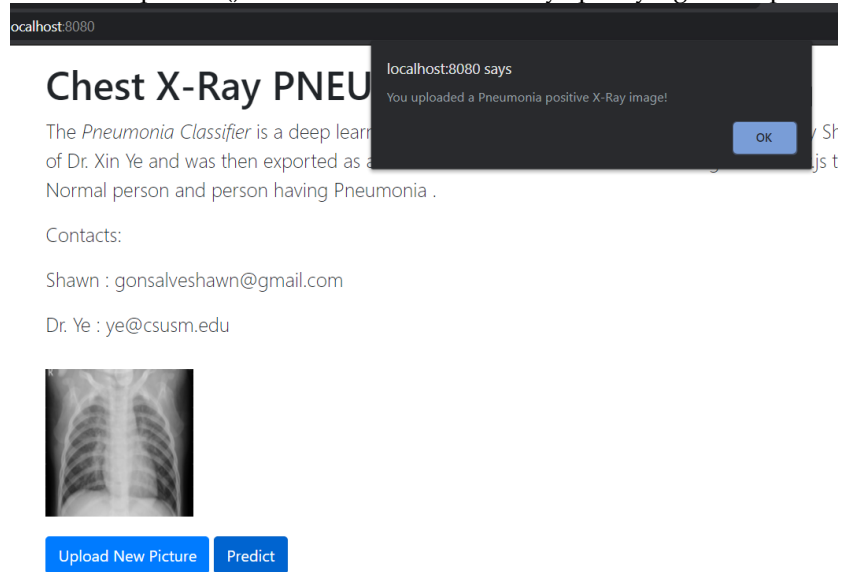 ocalhost:8080
localhost:8080 says
You uploaded a Pneumonia positive X-Ray image!
OK
Chest X-Ray PNEU
The Pneumonia Classifier is a deep learn
of Dr. Xin Ye and was then exported as a
.js t
Normal person and person having Pneumonia .
Contacts:
Shawn : gonsalveshawn@gmail.com
Dr. Ye : ye@csusm.edu
R
Upload New Picture
Predict